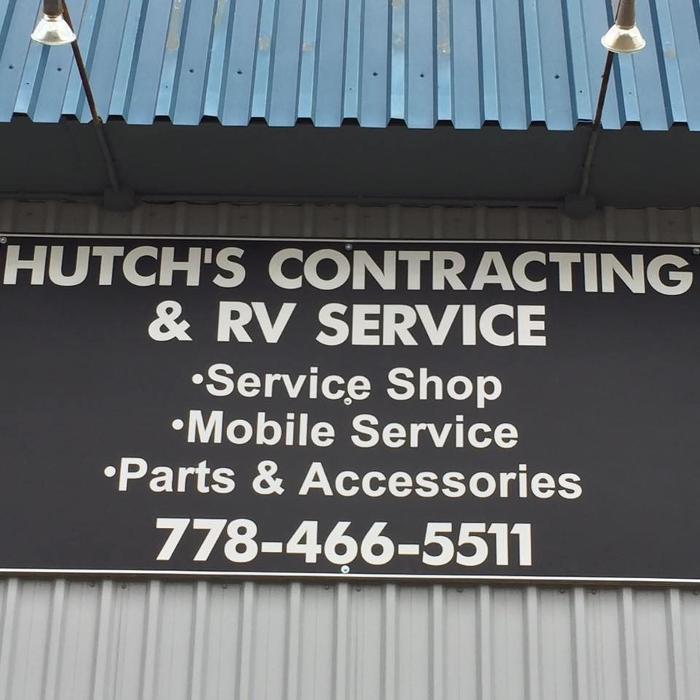 HUTCH'S CONTRACTING
& RV SERVICE
•Service Shop
•Mobile Service
•Parts & Accessories
778-466-5511